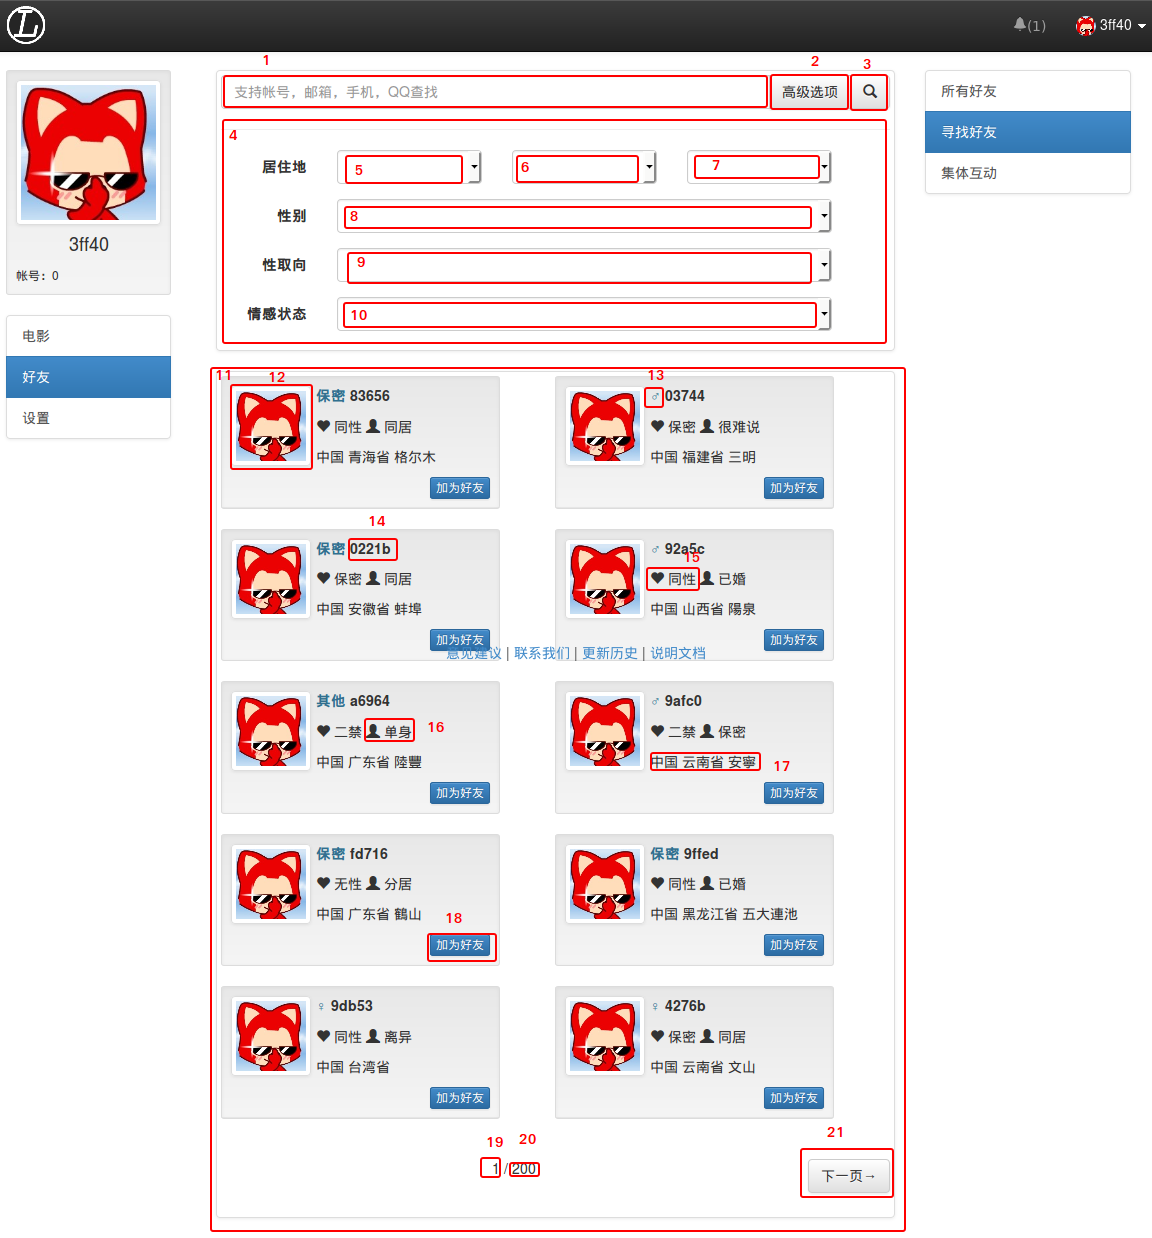 L
(1) 3ff40
3ff40
帐号：0
电影
好友
设置
1
2
3
支持帐号，邮箱，手机，QQ查找
高级选项
4
居住地
5
6
7
性别
8
性取向
9
情感状态
10
所有好友
寻找好友
集体互动
11
12
保密 83656
同性 同居
中国 青海省 格尔木
加为好友
13
♂ 03744
保密 很难说
中国 福建省 三明
加为好友
14
保密 0221b
保密 同居
中国 安徽省 蚌埠
加为好友
♂ 92a5c
15
同性 已婚
中国 山西省 陽泉
加为好友
意见建议 | 联系我们 | 更新历史 | 说明文档
其他 a6964
二禁 单身
16
中国 广东省 陸豐
加为好友
♂ 9afc0
二禁 保密
中国 云南省 安寧
17
加为好友
保密 fd716
无性 分居
中国 广东省 鶴山
18
加为好友
保密 9ffed
同性 已婚
中国 黑龙江省 五大連池
加为好友
♀ 9db53
同性 离异
中国 台湾省
加为好友
♀ 4276b
保密 同居
中国 云南省 文山
加为好友
19
20
21
1 / 200
下一页→